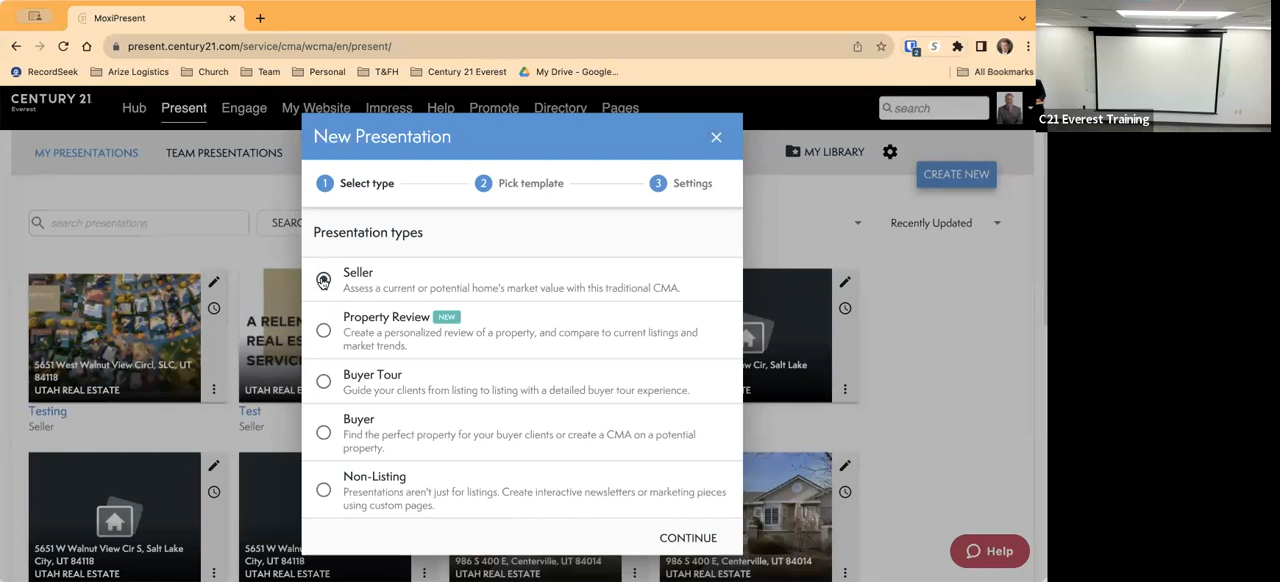 MoxiPresent
present.century21.com/service/cma/wcma/en/present/
2
RecordSeek
Arize Logistics
Church
Team
Personal
T&FH
Century 21 Everest
My Drive - Google...
All Bookmarks
CENTURY 21.
Everest
Hub
Present
Engage
My Website
Impress
Help
Promote
Directory
Pages
search
C21 Everest Training
MY PRESENTATIONS
TEAM PRESENTATIONS
MY LIBRARY
CREATE NEW
search presentations
SEARC
Recently Updated
New Presentation
1 Select type
2 Pick template
3 Settings
Presentation types
Seller
Assess a current or potential home's market value with this traditional CMA.
Property Review NEW
Create a personalized review of a property, and compare to current listings and
market trends.
Buyer Tour
Guide your clients from listing to listing with a detailed buyer tour experience.
Buyer
Find the perfect property for your buyer clients or create a CMA on a potential
property.
Non-Listing
Presentations aren't just for listings. Create interactive newsletters or marketing pieces
using custom pages.
CONTINUE
5651 West Walnut View Circl, SLC, UT
84118
UTAH REAL ESTATE
Testing
Seller
A RELEN
REAL ES
SERVICE
UTAH REAL ESTATE
Test
Seller
w Cir, Salt Lake
TE
5651 W Walnut View Cir S, Salt Lake
City, UT 84118
UTAH REAL ESTATE
5651 W Waln
City, UT 84118
UTAH REAL ESTATE
986 S 400 E, Centerville, UT 84014
UTAH REAL ESTATE
986 S 400 E, Centerville, UT 84014
UTAH REAL ESTATE
Help